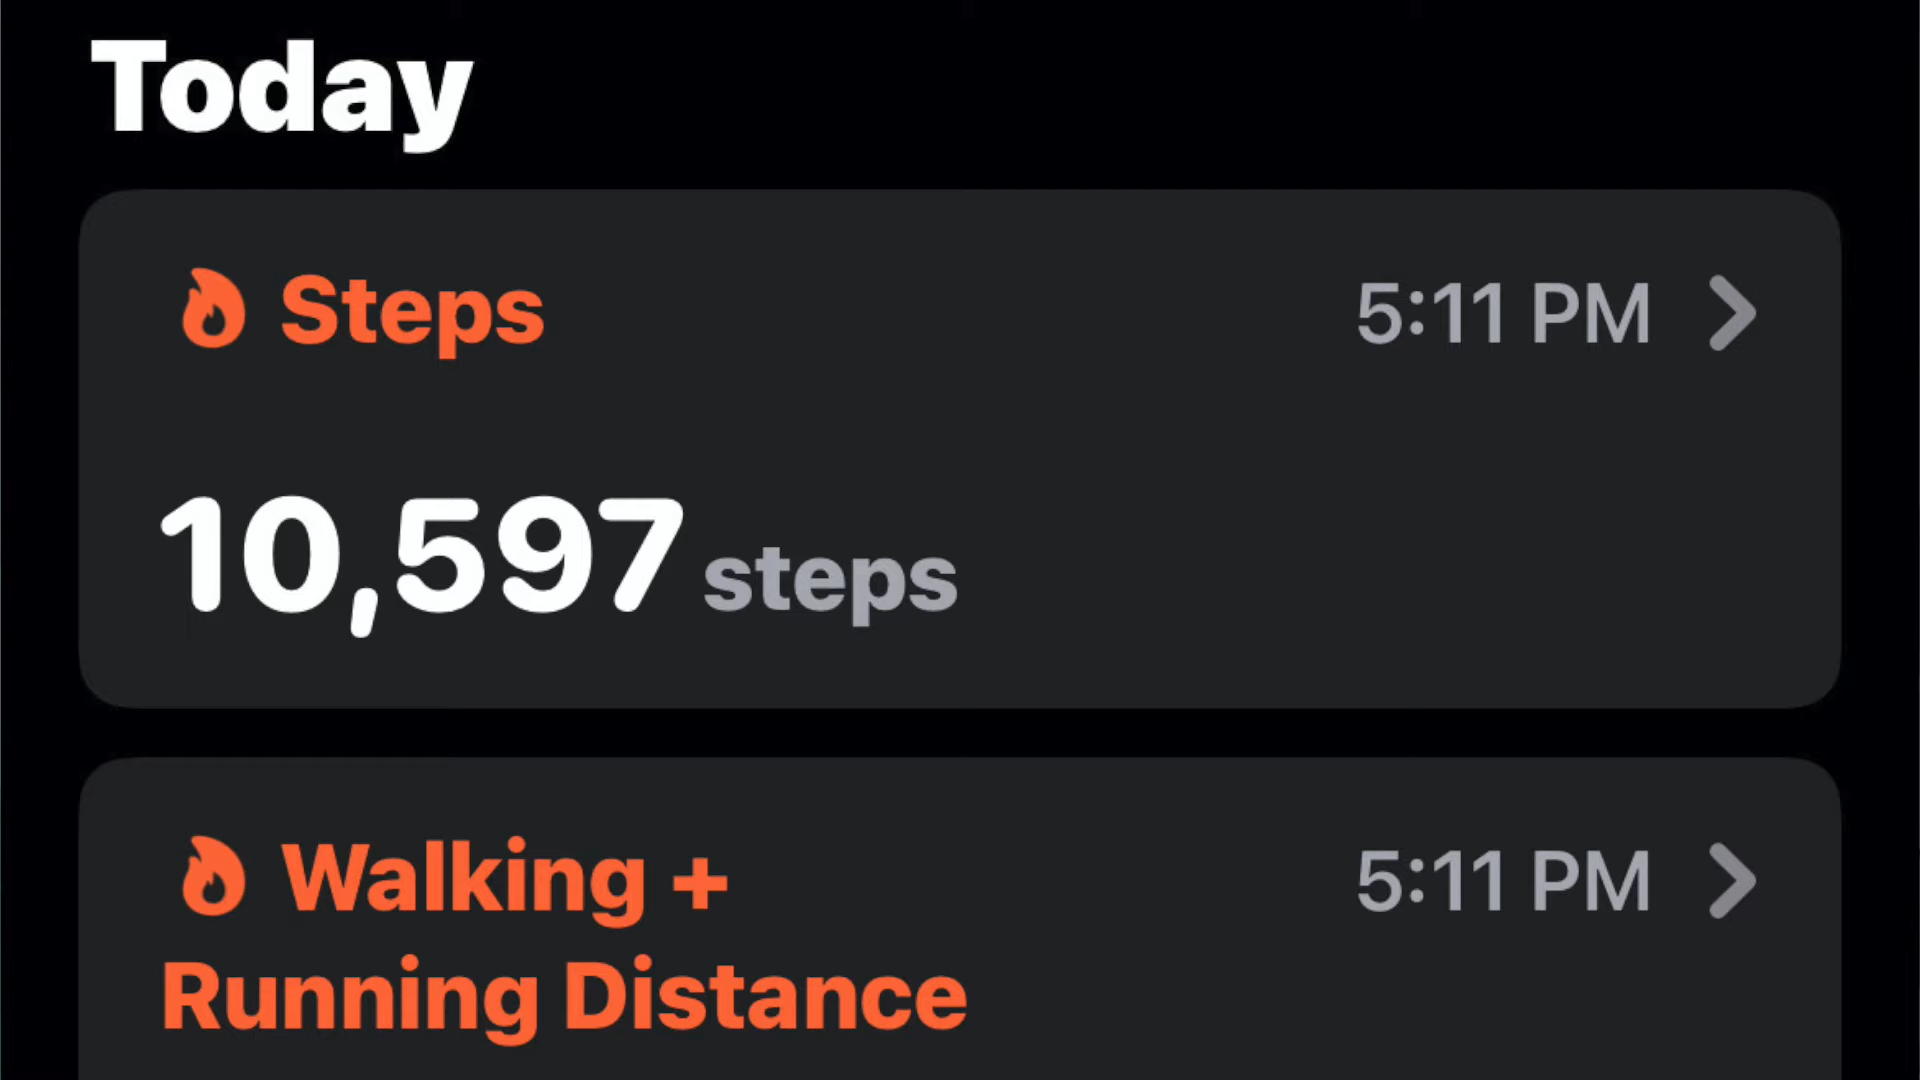 Today
Steps 5:11 PM
10,597 steps
Walking + 5:11 PM
Running Distance